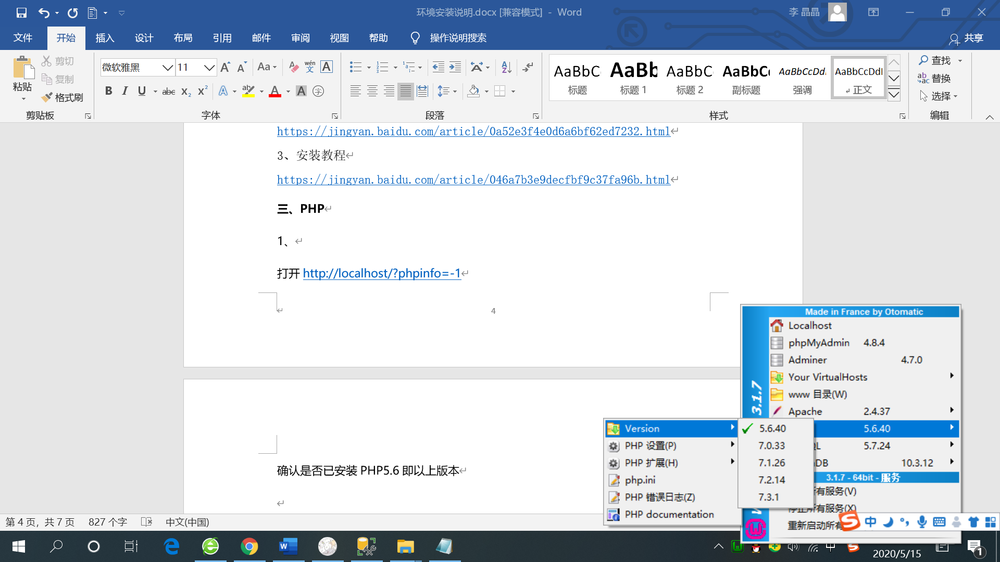 环境安装说明.docx [兼容模式] - Word
李 晶晶
文件 开始 插入 设计 布局 引用 邮件 审阅 视图 帮助 操作说明搜索 共享
粘贴
剪切
复制
格式刷
剪贴板
微软雅黑 11
字体
段落
AaBbC 标题
AaBb 标题 1
AaBbC 标题 2
AaBbC 副标题
AaBbCcDd 强调
AaBbCcDdI 正文
样式
查找
替换
选择
编辑
https://jingyan.baidu.com/article/0a52e3f4e0d6a6bf62ed7232.html
3、安装教程
https://jingyan.baidu.com/article/046a7b3e9decfbf9c37fa96b.html
三、PHP
1、
打开 http://localhost/?phpinfo=-1
4
确认是否已安装 PHP5.6 即以上版本
Made in France by Otomatic
Localhost
phpMyAdmin 4.8.4
Adminer 4.7.0
Your VirtualHosts
www 目录(W)
Apache 2.4.37
5.6.40
QL 5.7.24
DB 10.3.12
3.1.7 - 64bit - 服务
所有服务(V)
停止所有服务(X)
重新启动所有
3.1.7
Version
PHP 设置(P)
PHP 扩展(H)
php.ini
PHP 错误日志(Z)
PHP documentation
5.6.40
7.0.33
7.1.26
7.2.14
7.3.1
中
第 4 页，共 7 页 827 个字 中文(中国)
中
2020/5/15
1